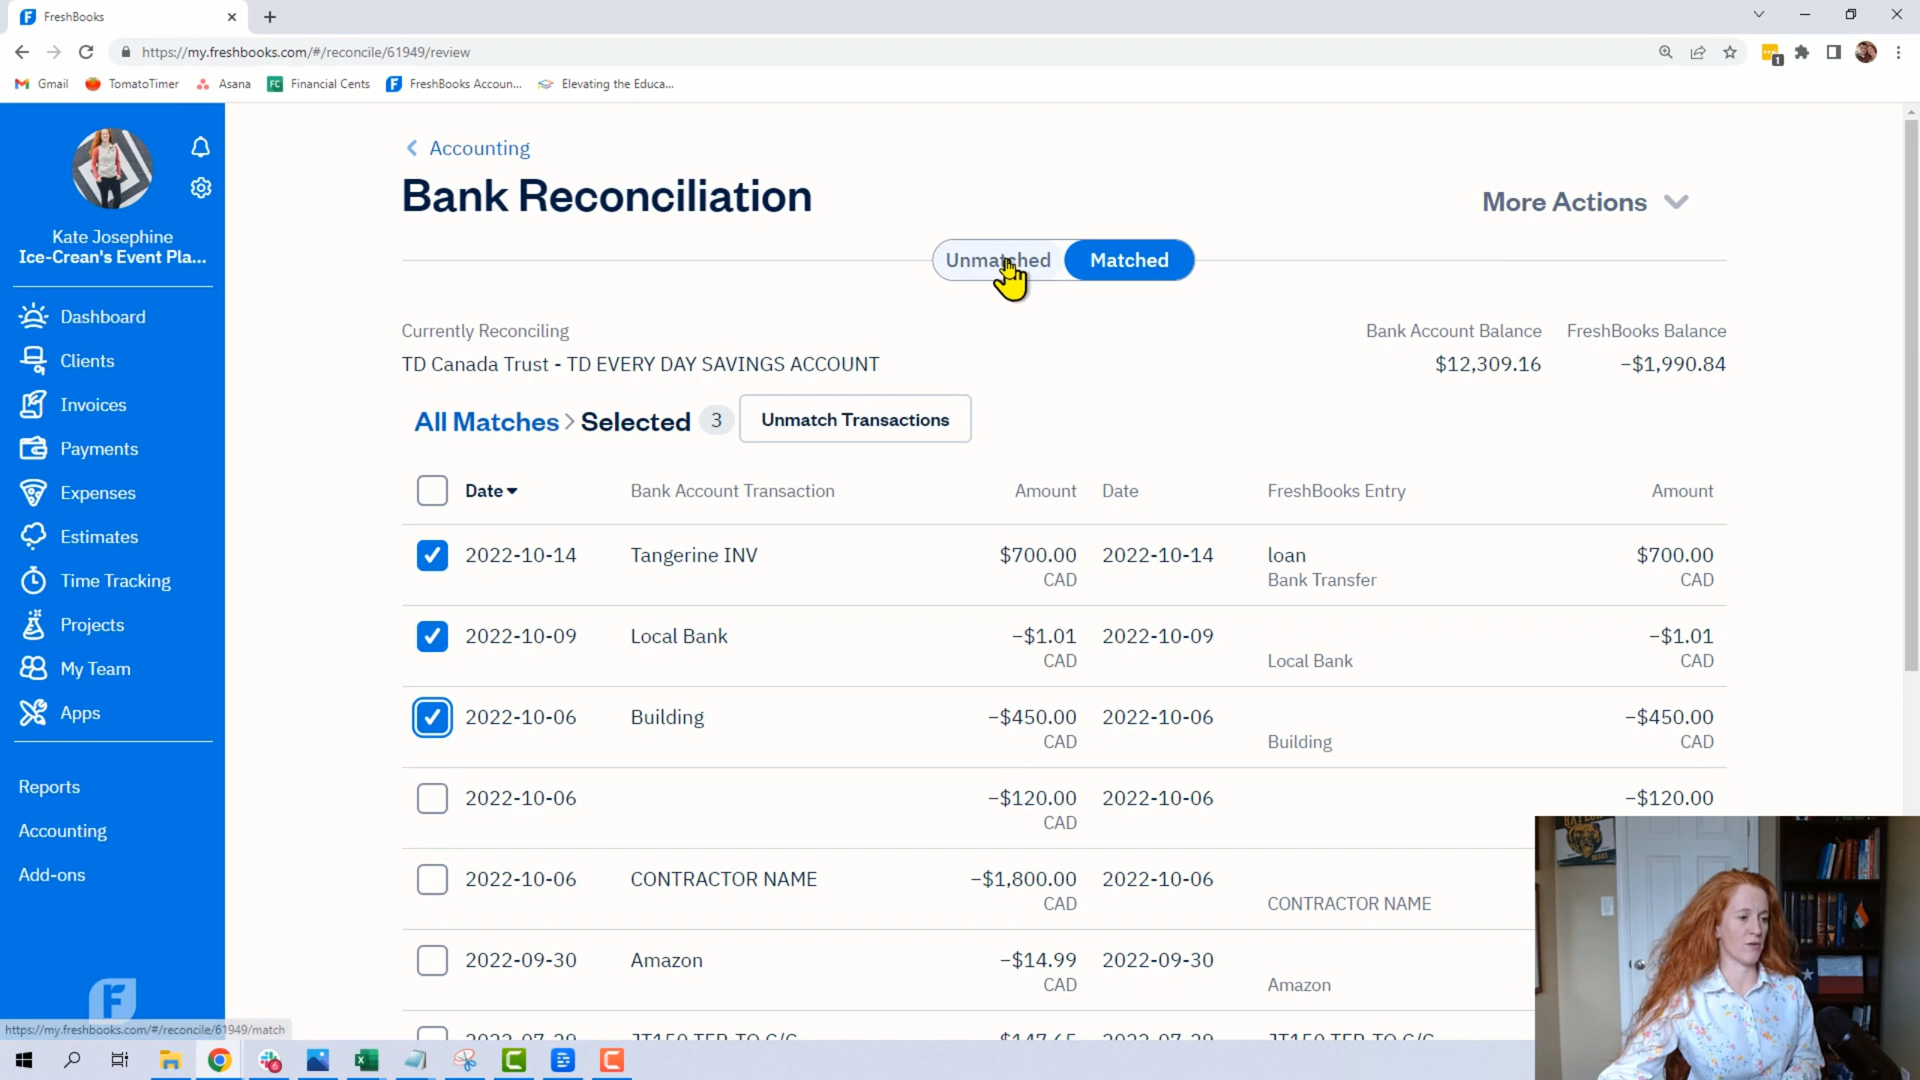 FreshBooks
https://my.freshbooks.com/#/reconcile/61949/review
1
Gmail
TomatoTimer
Asana
FC
Financial Cents
FreshBooks Accoun...
Elevating the Educa...
Kate Josephine
Ice-Crean's Event Pla...
Dashboard
Clients
Invoices
Payments
Expenses
Estimates
Time Tracking
Projects
My Team
Apps
Reports
Accounting
Add-ons
Accounting
Bank Reconciliation
More Actions
Unmatched Matched
Currently Reconciling
TD Canada Trust - TD EVERY DAY SAVINGS ACCOUNT
Bank Account Balance
$12,309.16
FreshBooks Balance
–$1,990.84
All Matches > Selected 3 Unmatch Transactions
Date Bank Account Transaction Amount Date FreshBooks Entry Amount
2022-10-14 Tangerine INV $700.00 2022-10-14 loan $700.00
CAD Bank Transfer CAD
2022-10-09 Local Bank –$1.01 2022-10-09 –$1.01
CAD Local Bank CAD
2022-10-06 Building –$450.00 2022-10-06 –$450.00
CAD Building CAD
2022-10-06 –$120.00 2022-10-06 –$120.00
CAD
2022-10-06 CONTRACTOR NAME –$1,800.00 2022-10-06
CAD CONTRACTOR NAME
2022-09-30 Amazon –$14.99 2022-09-30
CAD Amazon
https://my.freshbooks.com/#/reconcile/61949/match
6